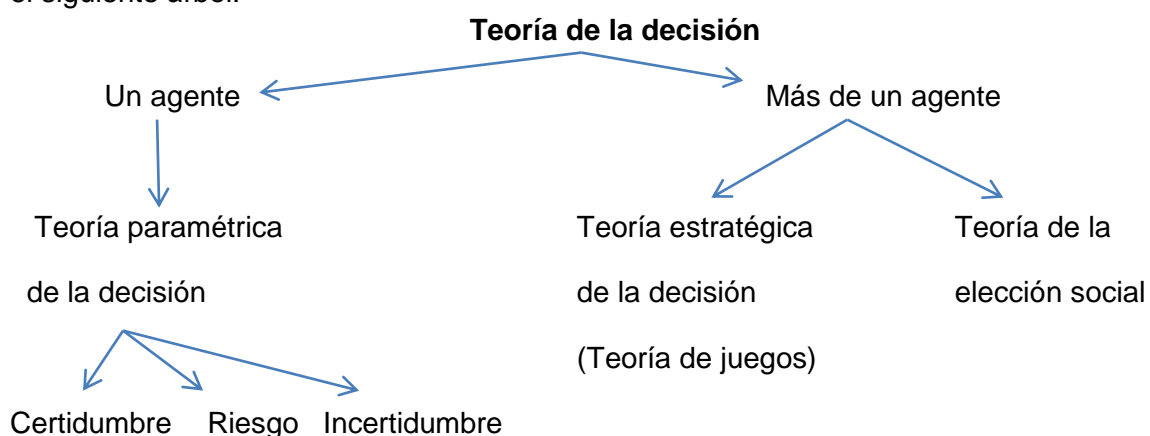 el siguiente árbol:
Teoría de la decisión
Un agente
Más de un agente
Teoría paramétrica
Teoría estratégica
Teoría de la
de la decisión
de la decisión
elección social
(Teoría de juegos)
Certidumbre Riesgo Incertidumbre